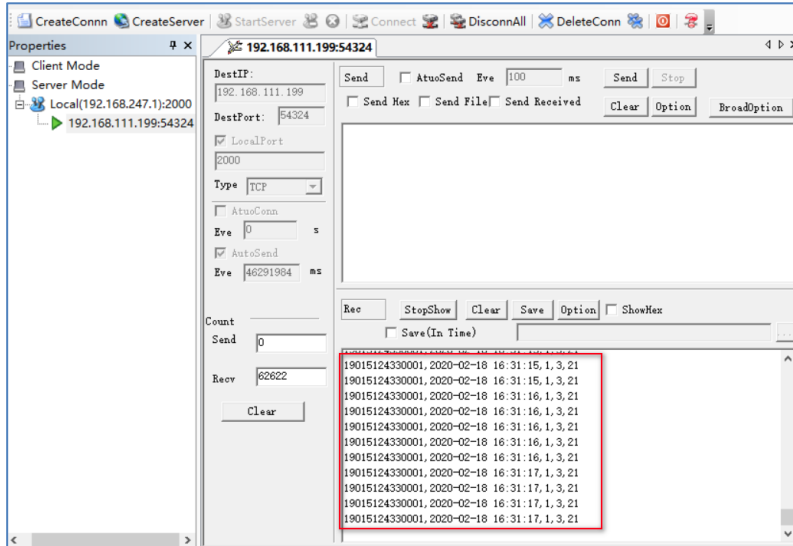 CreateConnn CreateServer StartServer Connect DisconnAll DeleteConn
Properties
Client Mode
Server Mode
Local(192.168.247.1):2000
192.168.111.199:54324
192.168.111.199:54324
DestIP:
192.168.111.199
DestPort: 54324
LocalPort
2000
Type TCP
AtuoConn
Eve 0 s
AutoSend
Eve 46291984 ms
Count
Send 0
Recv 62622
Clear
Send AtuoSend Eve 100 ms Send Stop
Send Hex Send File Send Received Clear Option BroadOption
Rec StopShow Clear Save Option ShowHex
Save(In Time) ...
19015124330001,2020-02-18 16:31:15,1,3,21
19015124330001,2020-02-18 16:31:15,1,3,21
19015124330001,2020-02-18 16:31:16,1,3,21
19015124330001,2020-02-18 16:31:16,1,3,21
19015124330001,2020-02-18 16:31:16,1,3,21
19015124330001,2020-02-18 16:31:16,1,3,21
19015124330001,2020-02-18 16:31:16,1,3,21
19015124330001,2020-02-18 16:31:17,1,3,21
19015124330001,2020-02-18 16:31:17,1,3,21
19015124330001,2020-02-18 16:31:17,1,3,21
19015124330001,2020-02-18 16:31:17,1,3,21